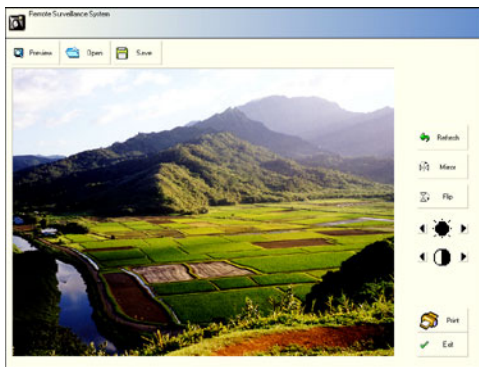 Remote Surveillance System
Preview Open Save
Refresh
Mirror
Flip
Print
Exit